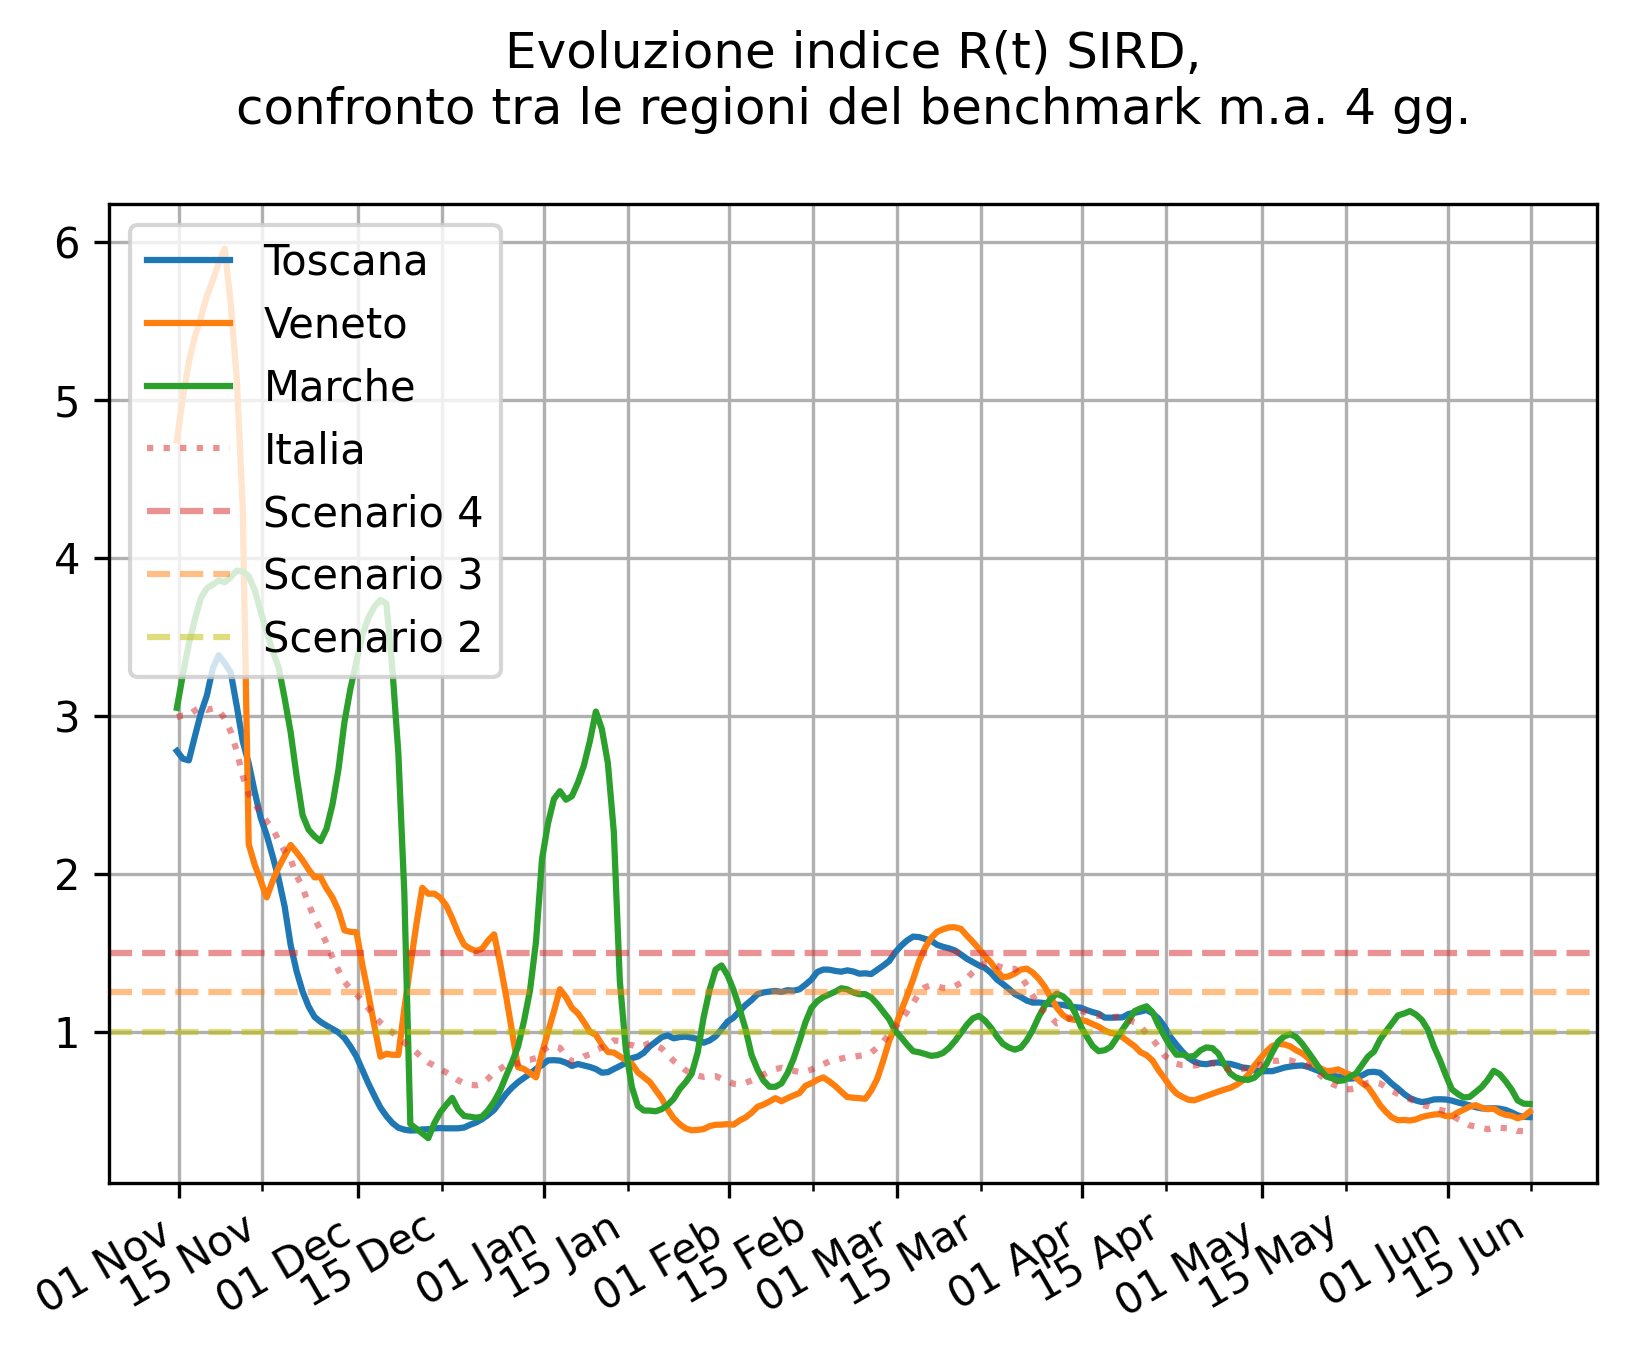 Evoluzione indice R(t) SIRD,
confronto tra le regioni del benchmark m.a. 4 gg.
6
5
4
3
2
1
Toscana
Veneto
Marche
Italia
Scenario 4
Scenario 3
Scenario 2
01 Nov
15 Nov
01 Dec
15 Dec
01 Jan
15 Jan
01 Feb
15 Feb
01 Mar
15 Mar
01 Apr
15 Apr
01 May
15 May
01 Jun
15 Jun